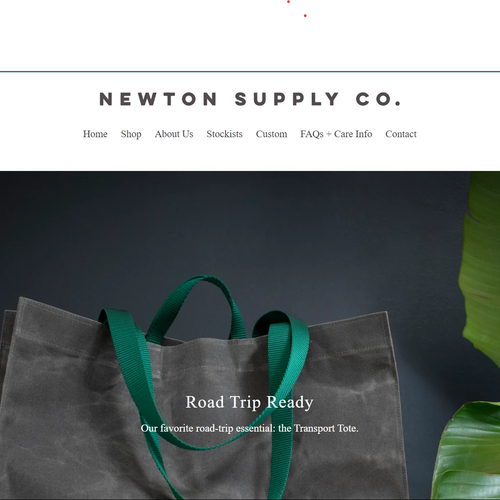 NEWTON SUPPLY CO.
Home Shop About Us Stockists Custom FAQs + Care Info Contact
Road Trip Ready
Our favorite road-trip essential: the Transport Tote.